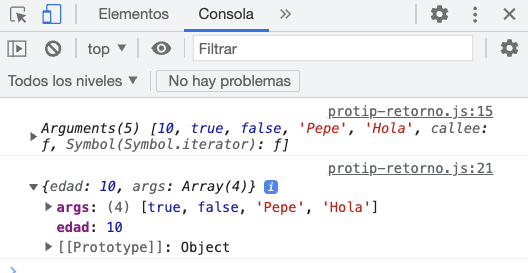 Elementos Consola »
top ▼ Filtrar
Todos los niveles ▼ No hay problemas
protip-retorno.js:15
▶ Arguments(5) [10, true, false, 'Pepe', 'Hola', callee:
ƒ, Symbol(Symbol.iterator): ƒ]
protip-retorno.js:21
▼ {edad: 10, args: Array(4)} i
▶ args: (4) [true, false, 'Pepe', 'Hola']
edad: 10
▶ [[Prototype]]: Object
>